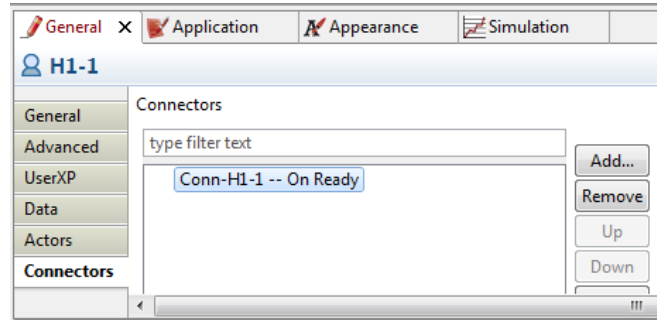 General Application Appearance Simulation
H1-1
General
Advanced
UserXP
Data
Actors
Connectors
Connectors
type filter text
Conn-H1-1 -- On Ready
Add...
Remove
Up
Down